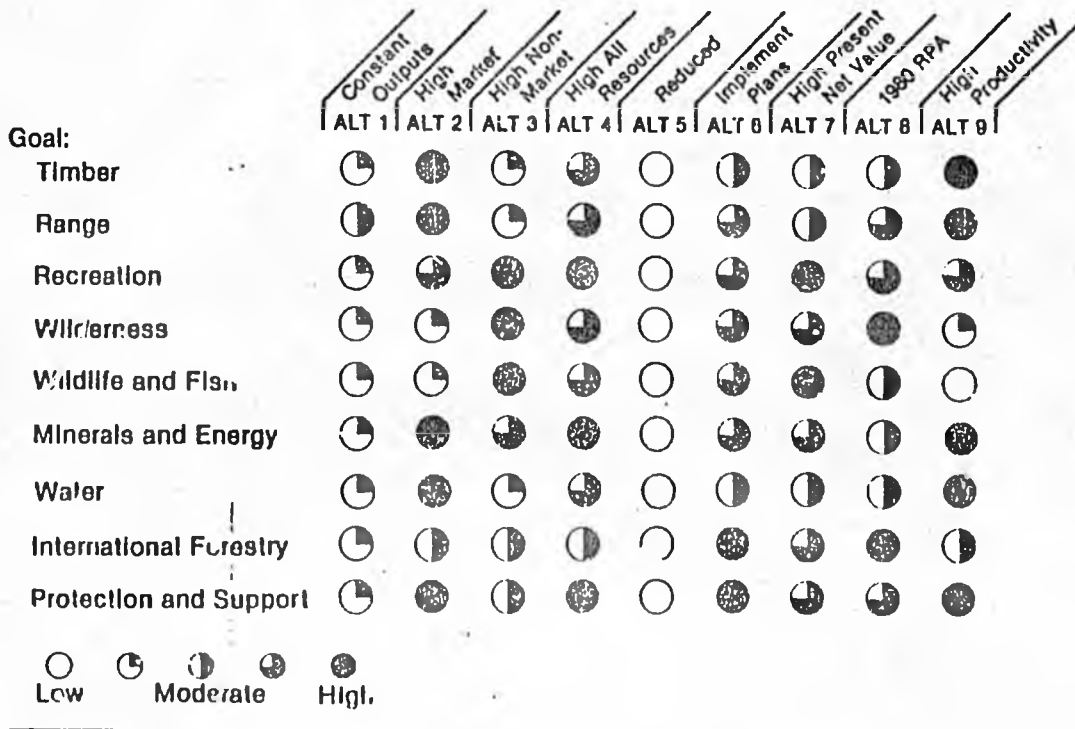 Constant
Outputs
High
Market
High Non-
Market
High All
Resources
Reduced
Implement
Plans
High Present
Net Value
1980 RPA
High
Productivity
ALT 1 ALT 2 ALT 3 ALT 4 ALT 5 ALT 6 ALT 7 ALT 8 ALT 9
Goal:
Timber
Range
Recreation
Wilderness
Wildlife and Fish
Minerals and Energy
Water
International Forestry
Protection and Support
Low Moderate High